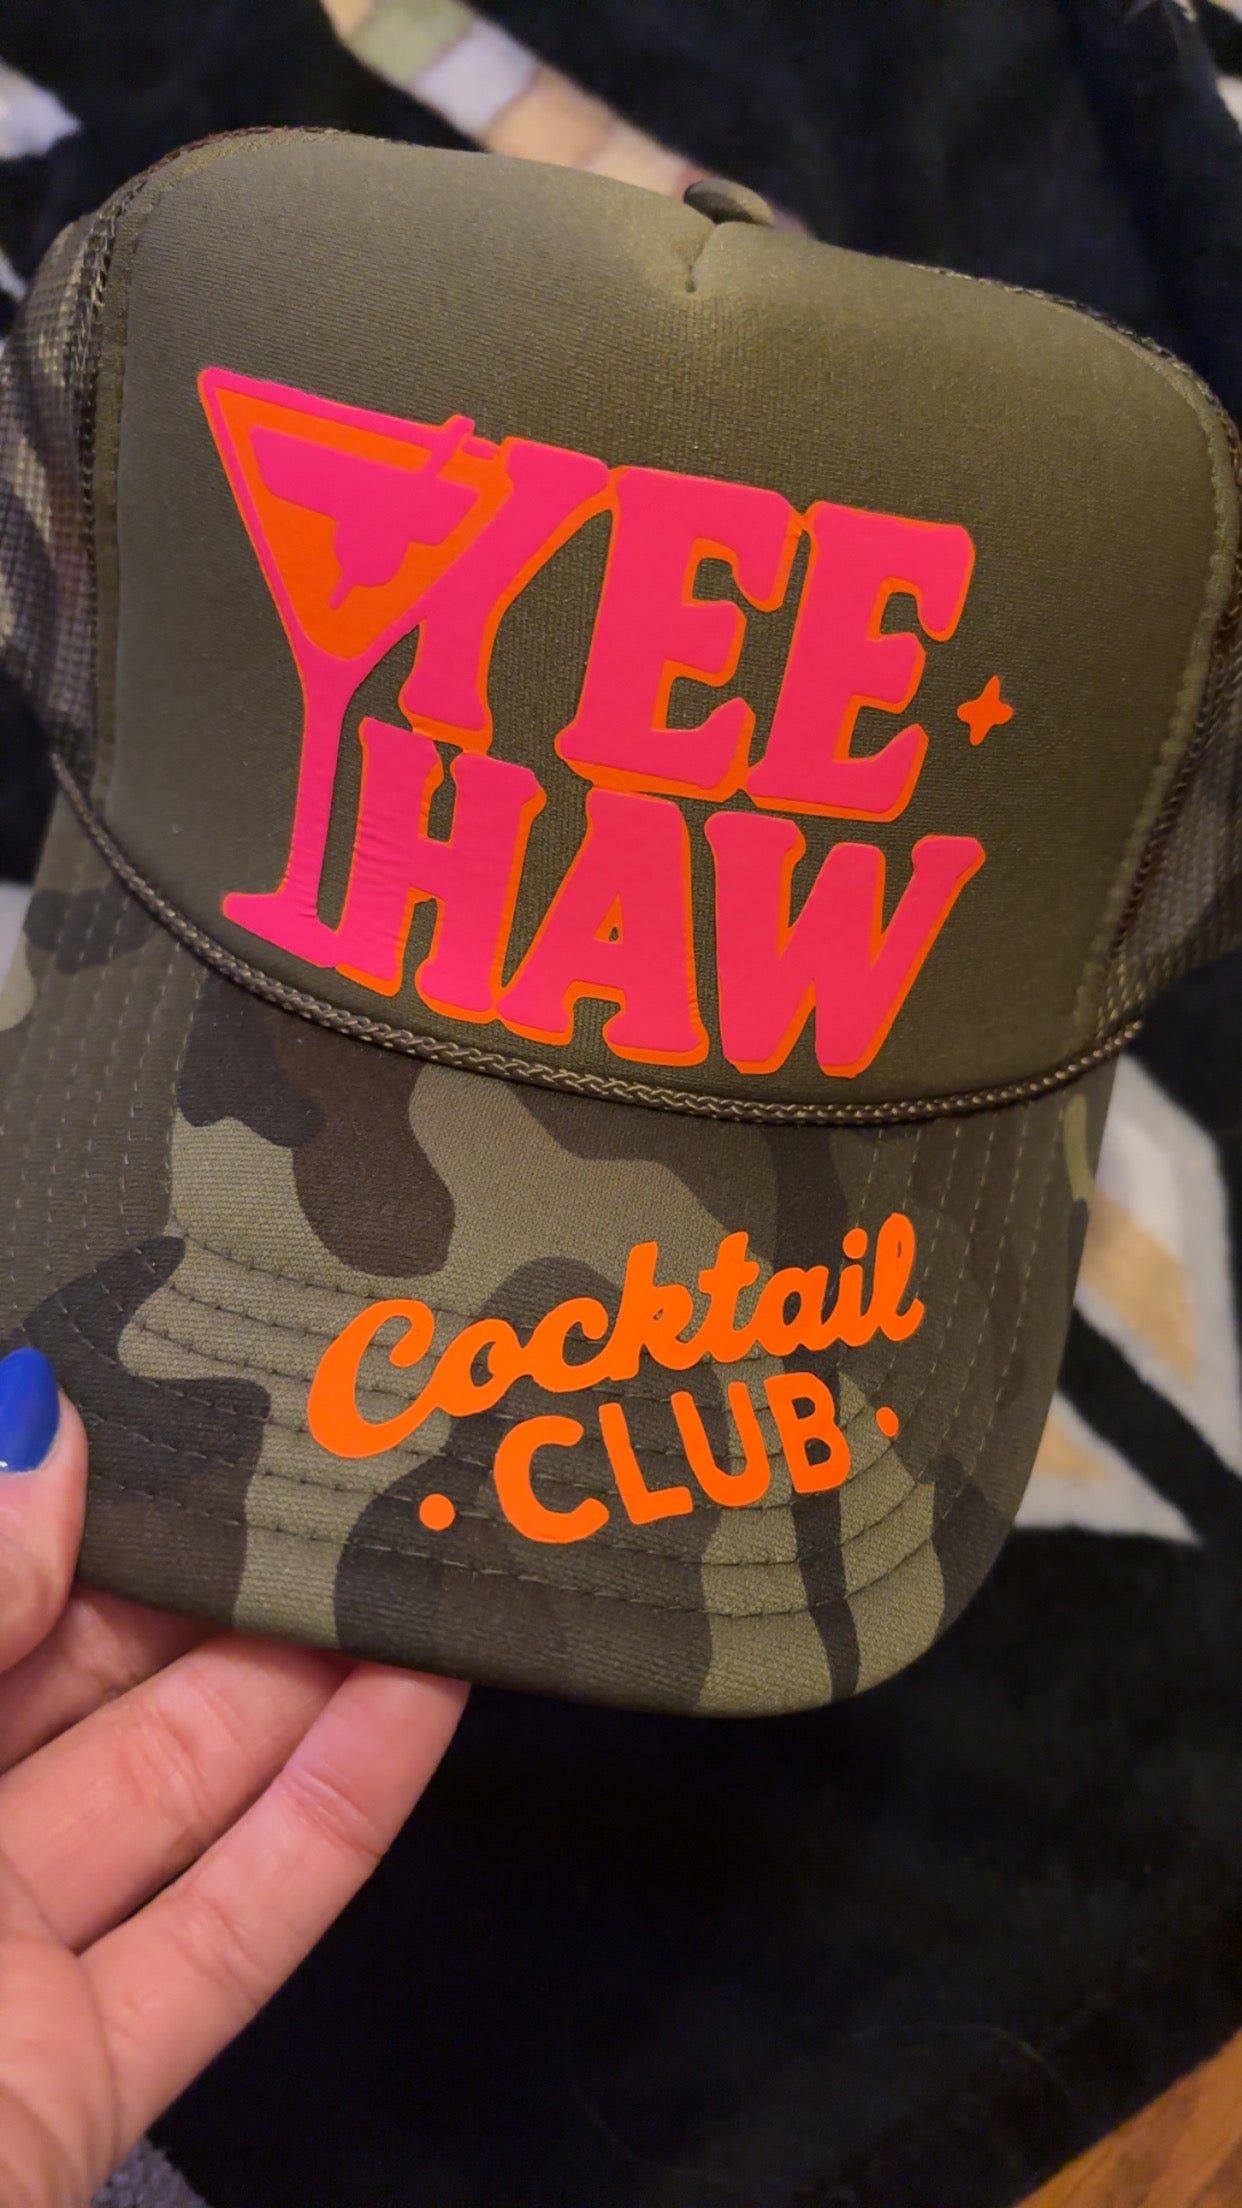 YEE
HAW
Cocktail
· CLUB ·